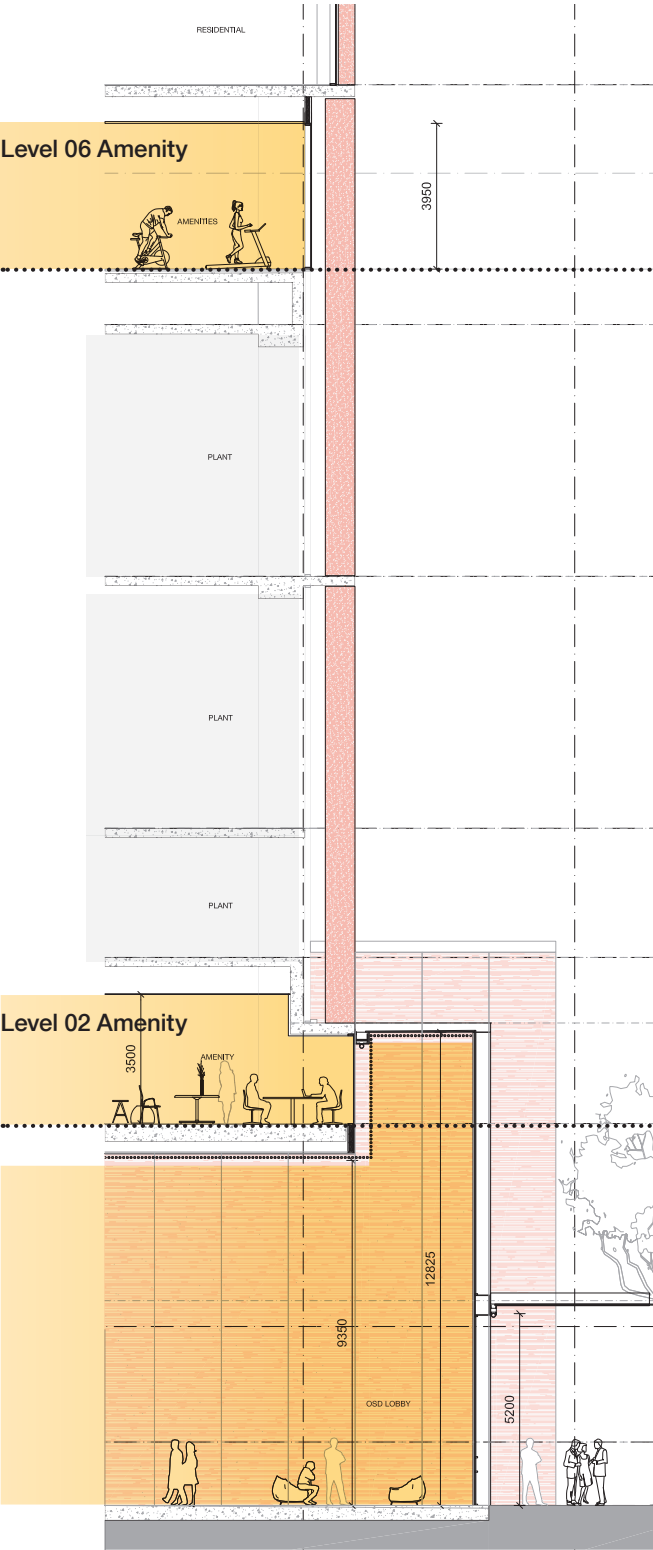 RESIDENTIAL
Level 06 Amenity
3950
AMENITIES
PLANT
PLANT
PLANT
Level 02 Amenity
3500
AMENITY
12825
9350
OSD LOBBY
5200